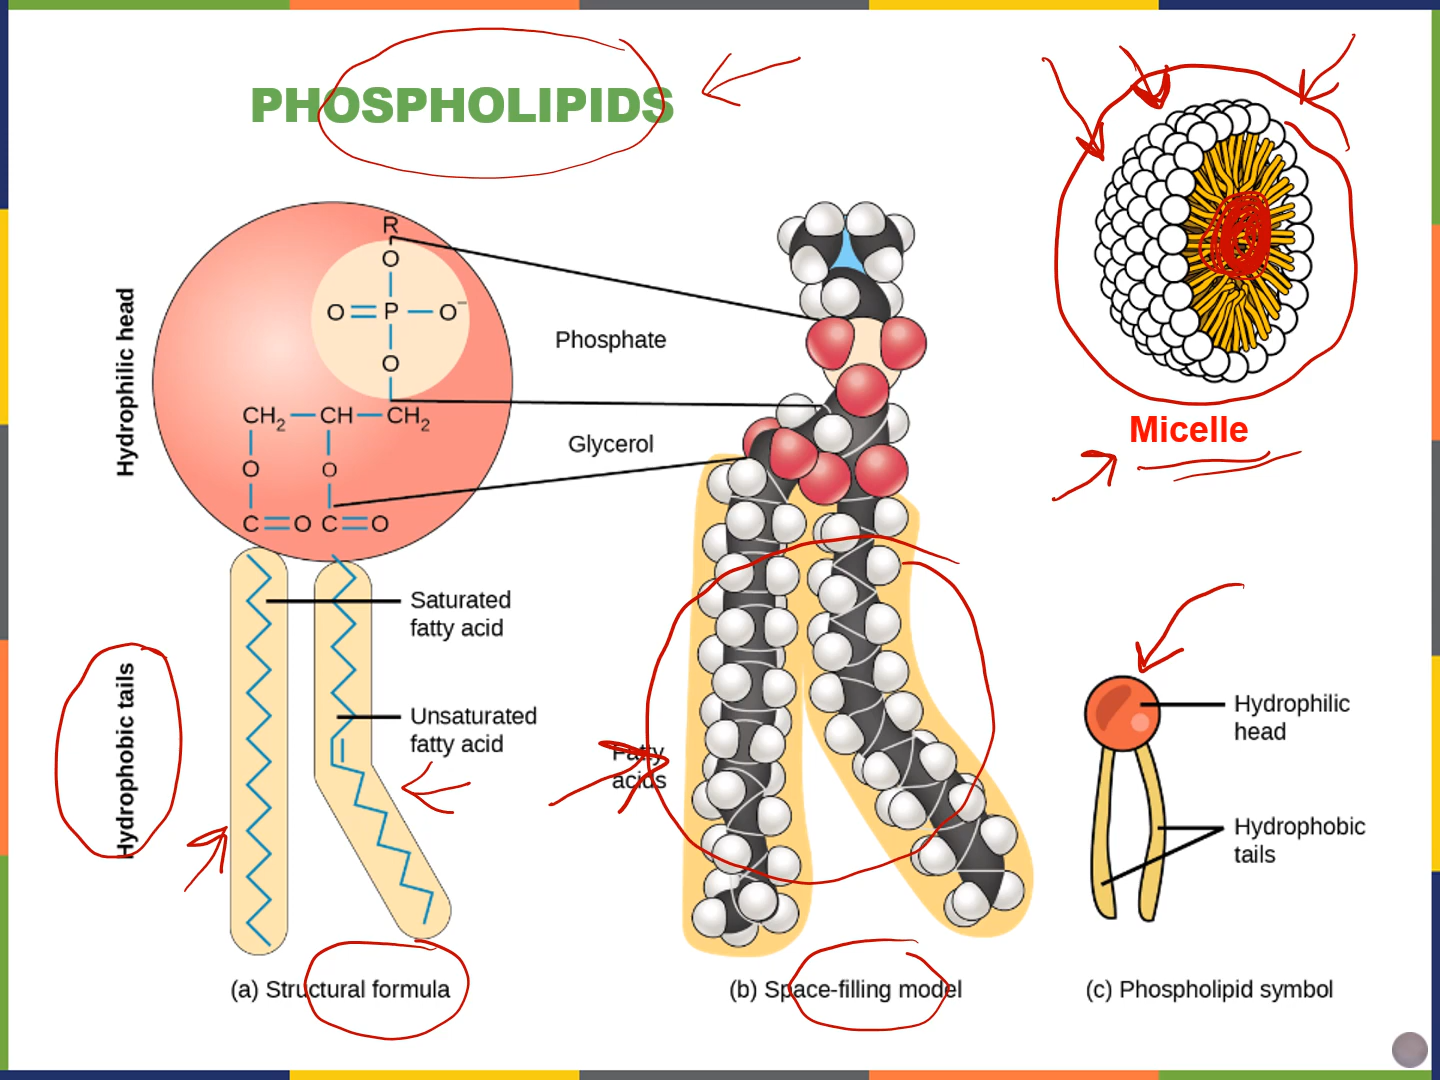 PHOSPHOLIPIDS
Micelle
Hydrophilic head
R
O
O=P—O⁻
O
CH₂—CH—CH₂
O O
C=O C=O
Phosphate
Glycerol
Saturated
fatty acid
Unsaturated
fatty acid
Hydrophobic tails
Fatty
acids
Hydrophilic
head
Hydrophobic
tails
(a) Structural formula
(b) Space-filling model
(c) Phospholipid symbol